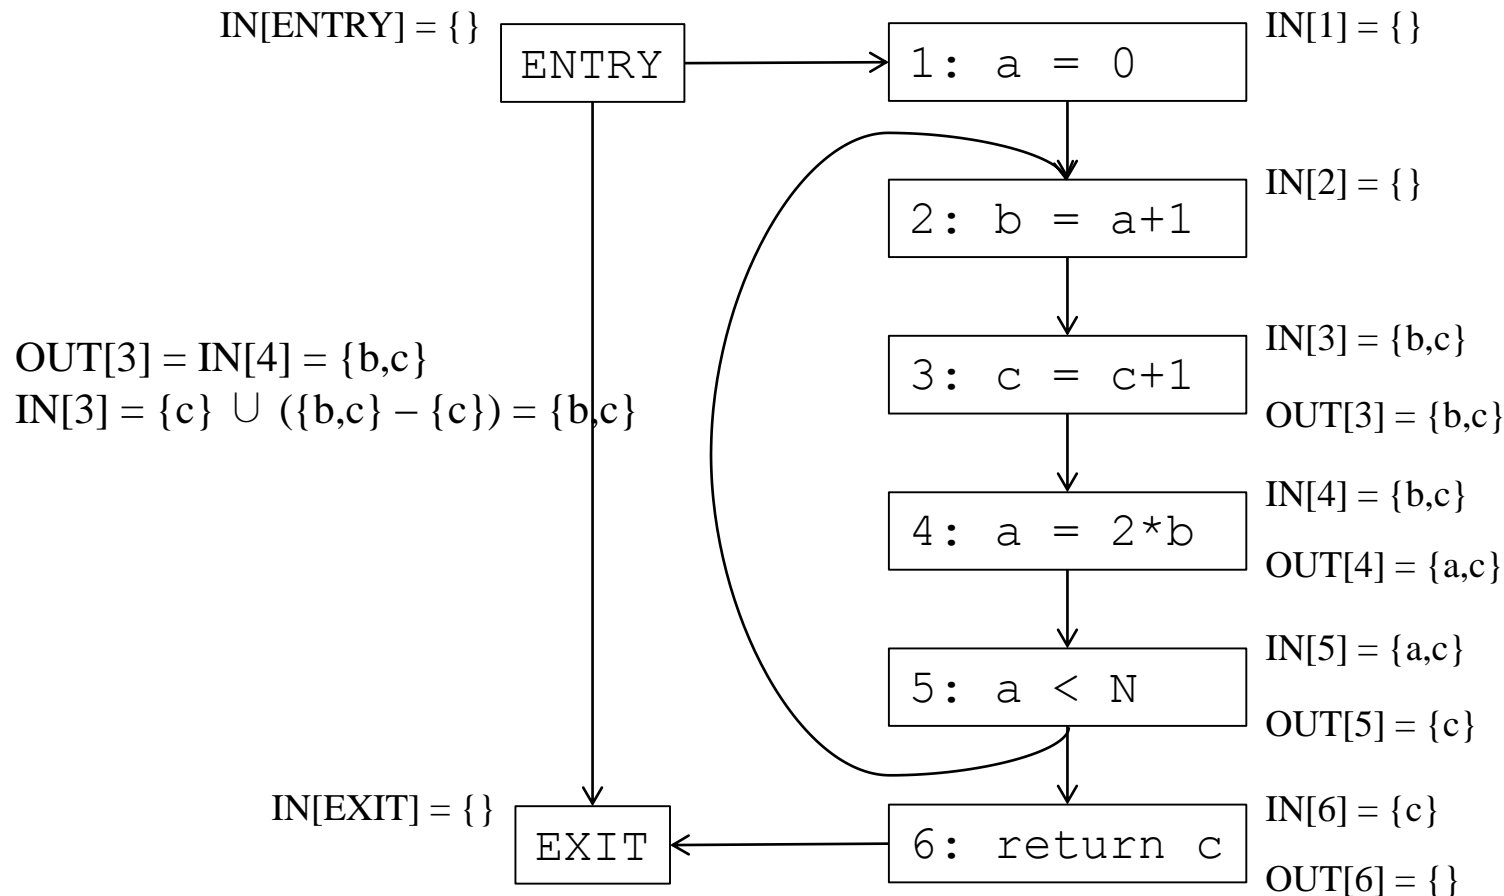 IN[ENTRY] = {}
ENTRY
1: a = 0
IN[1] = {}
2: b = a+1
IN[2] = {}
OUT[3] = IN[4] = {b,c}
IN[3] = {c} ∪ ({b,c} – {c}) = {b,c}
3: c = c+1
IN[3] = {b,c}
OUT[3] = {b,c}
4: a = 2*b
IN[4] = {b,c}
OUT[4] = {a,c}
5: a < N
IN[5] = {a,c}
OUT[5] = {c}
IN[EXIT] = {}
EXIT
6: return c
IN[6] = {c}
OUT[6] = {}